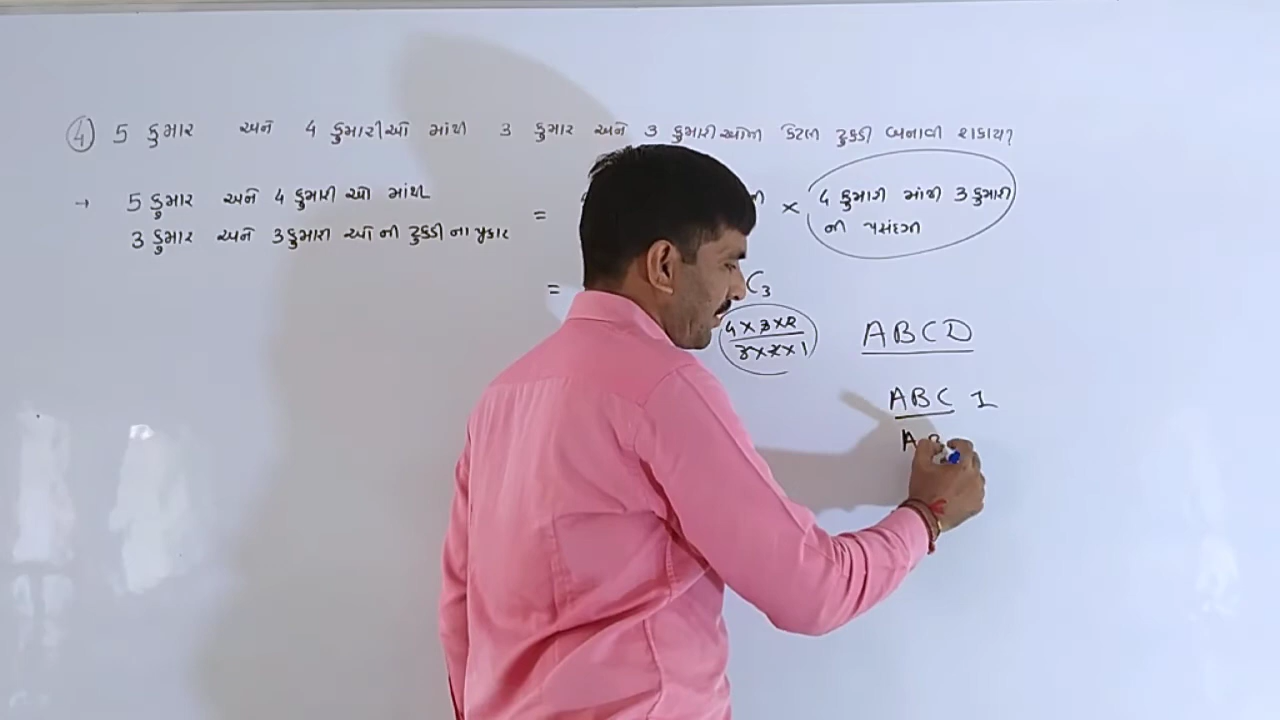 ④ 5 કુમાર અને 4 કુમારીઓ માંથી 3 કુમાર અને 3 કુમારીઓની કેટલી ટુકડી બનાવી શકાય?
→ 5 કુમાર અને 4 કુમારી ઓ માંથી
3 કુમાર અને 3 કુમારી ઓ ની ટુકડી ના પ્રકાર
= × 4 કુમારી માંથી 3 કુમારી
ની પસંદગી
= C₃
4×3×2
3×2×1
ABCD
ABC 1
A B